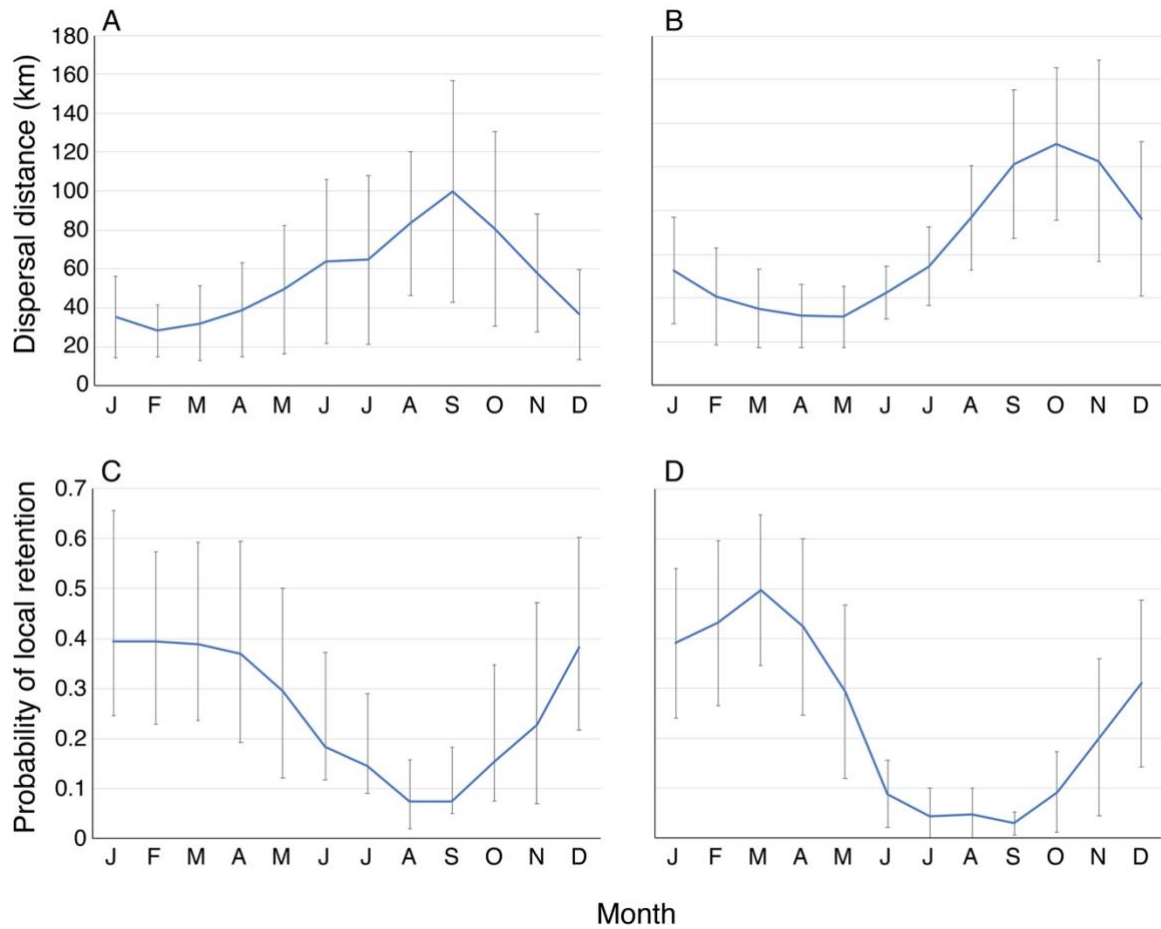 A
B
Dispersal distance (km)
180
160
140
120
100
80
60
40
20
0
J F M A M J J A S O N D
J F M A M J J A S O N D
C
D
Probability of local retention
0.7
0.6
0.5
0.4
0.3
0.2
0.1
0
J F M A M J J A S O N D
J F M A M J J A S O N D
Month